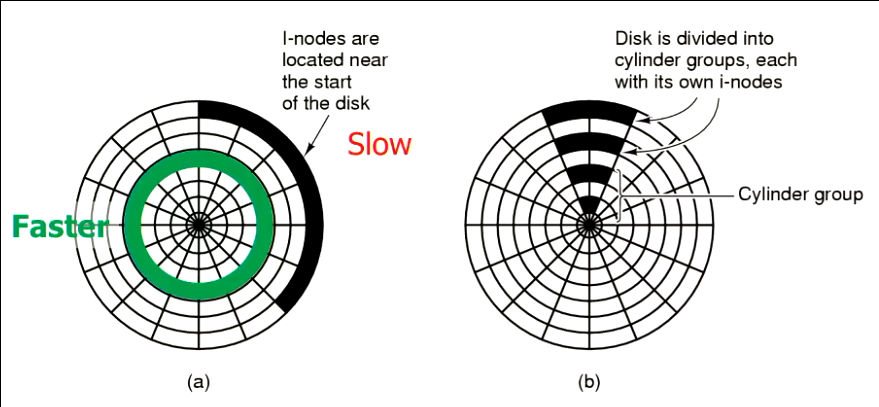 I-nodes are
located near
the start
of the disk
Slow
Faster
(a)
Disk is divided into
cylinder groups, each
with its own i-nodes
Cylinder group
(b)